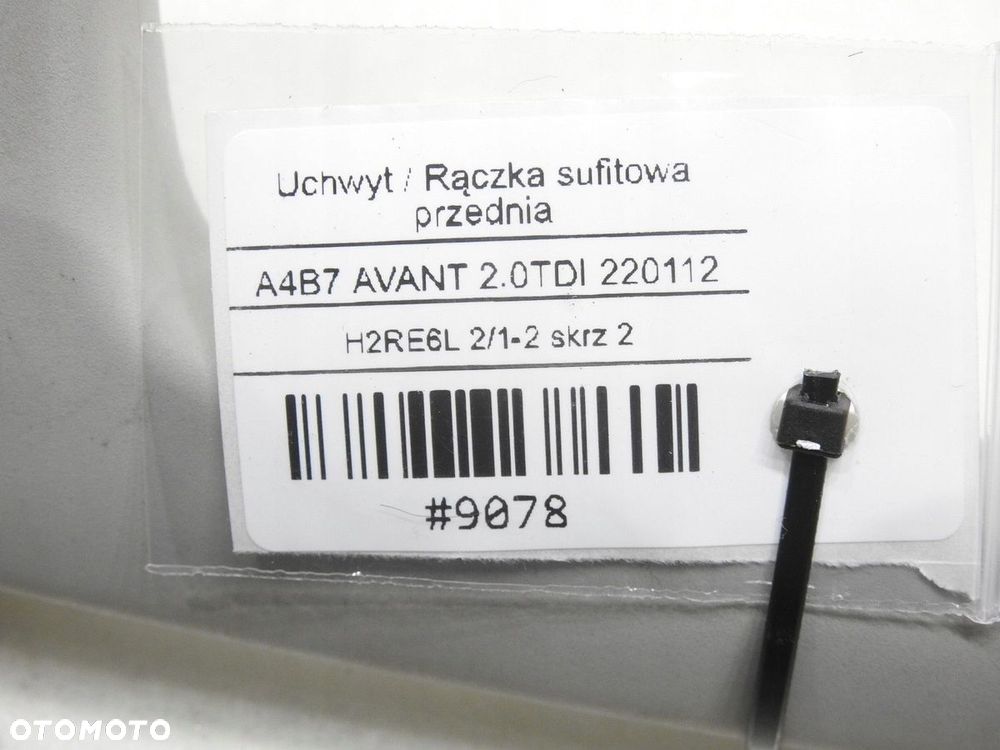 Uchwyt / Rączka sufitowa
przednia
A4B7 AVANT 2.0TDI 220112
H2RE6L 2/1-2 skrz 2
#9078
OTOMOTO